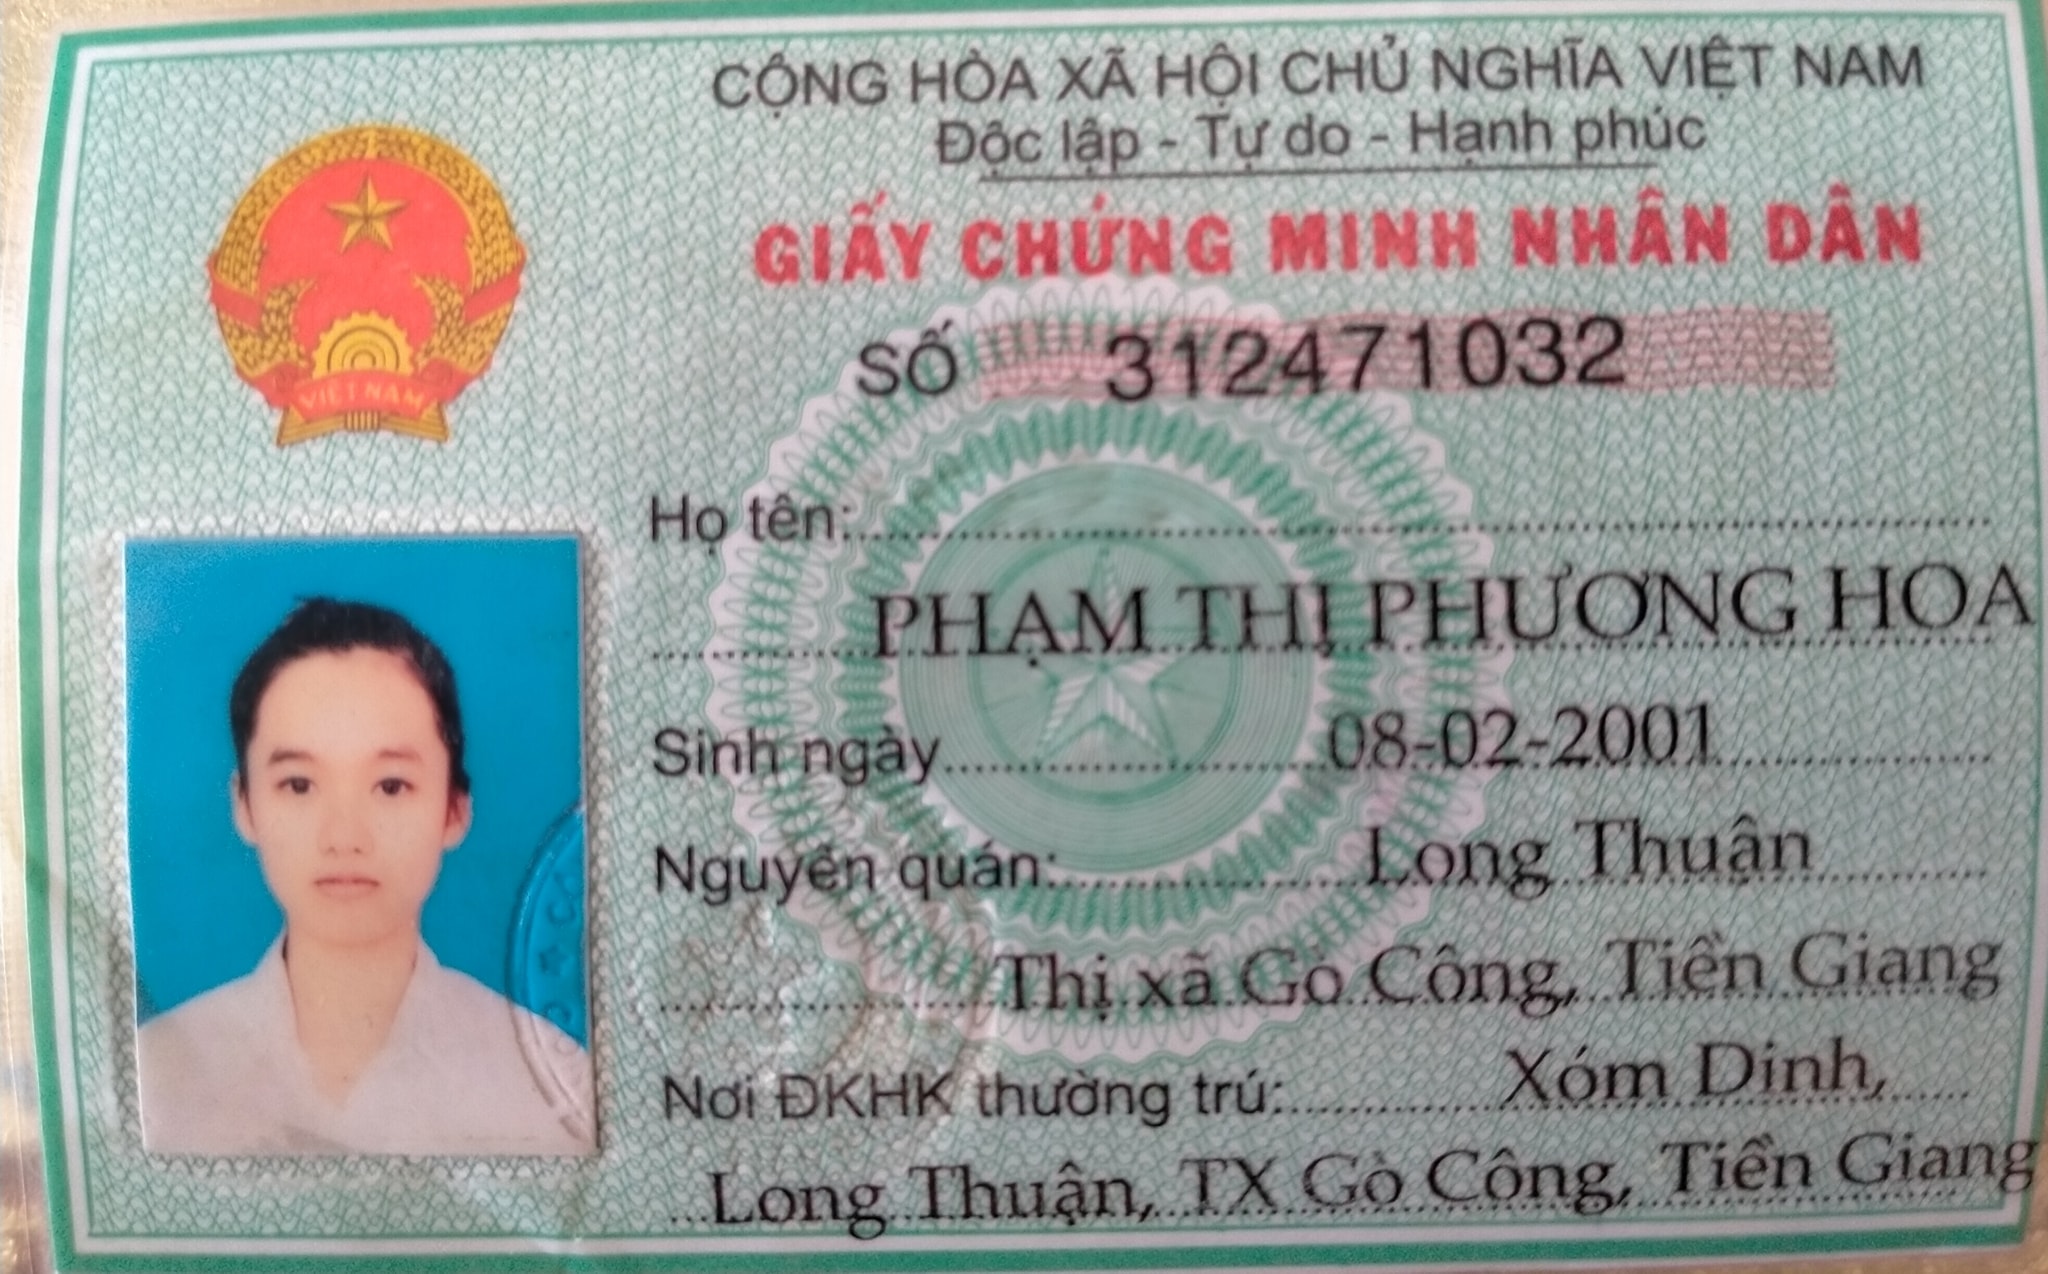 CỘNG HÒA XÃ HỘI CHỦ NGHĨA VIỆT NAM
Độc lập - Tự do - Hạnh phúc
GIẤY CHỨNG MINH NHÂN DÂN
SỐ 312471032
VIỆT NAM
Họ tên:
PHẠM THỊ PHƯƠNG HOA
Sinh ngày 08-02-2001
Nguyên quán: Long Thuận
Thị xã Gò Công, Tiền Giang
Nơi ĐKHK thường trú: Xóm Dinh,
Long Thuận, TX Gò Công, Tiền Giang